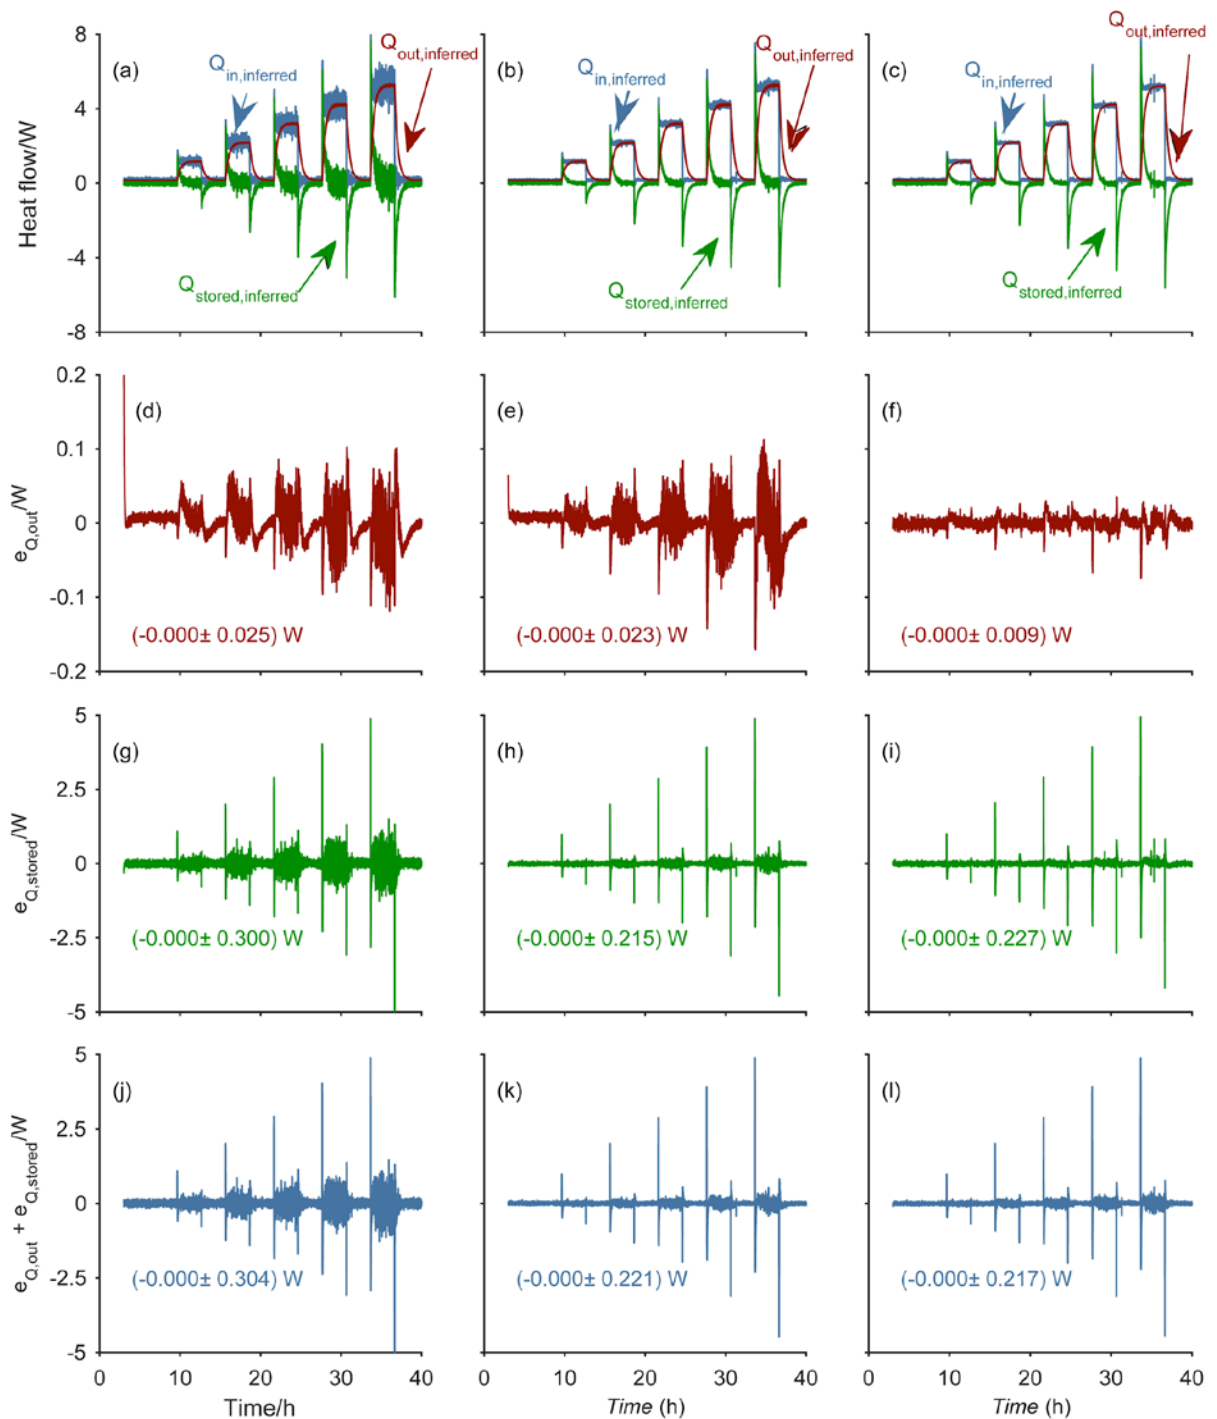 8
4
0
-4
-8
Heat flow/W
(a)
Q in,inferred
Q out,inferred
Q stored,inferred
(b)
Q in,inferred
Q out,inferred
Q stored,inferred
(c)
Q in,inferred
Q out,inferred
Q stored,inferred
0.2
0.1
0
-0.1
-0.2
e Q,out/W
(d)
(-0.000± 0.025) W
(e)
(-0.000± 0.023) W
(f)
(-0.000± 0.009) W
5
2.5
0
-2.5
-5
e Q,stored/W
(g)
(-0.000± 0.300) W
(h)
(-0.000± 0.215) W
(i)
(-0.000± 0.227) W
5
2.5
0
-2.5
-5
e Q,out + e Q,stored/W
(j)
(-0.000± 0.304) W
(k)
(-0.000± 0.221) W
(l)
(-0.000± 0.217) W
0 10 20 30 40
0 10 20 30 40
0 10 20 30 40
Time/h
Time (h)
Time (h)